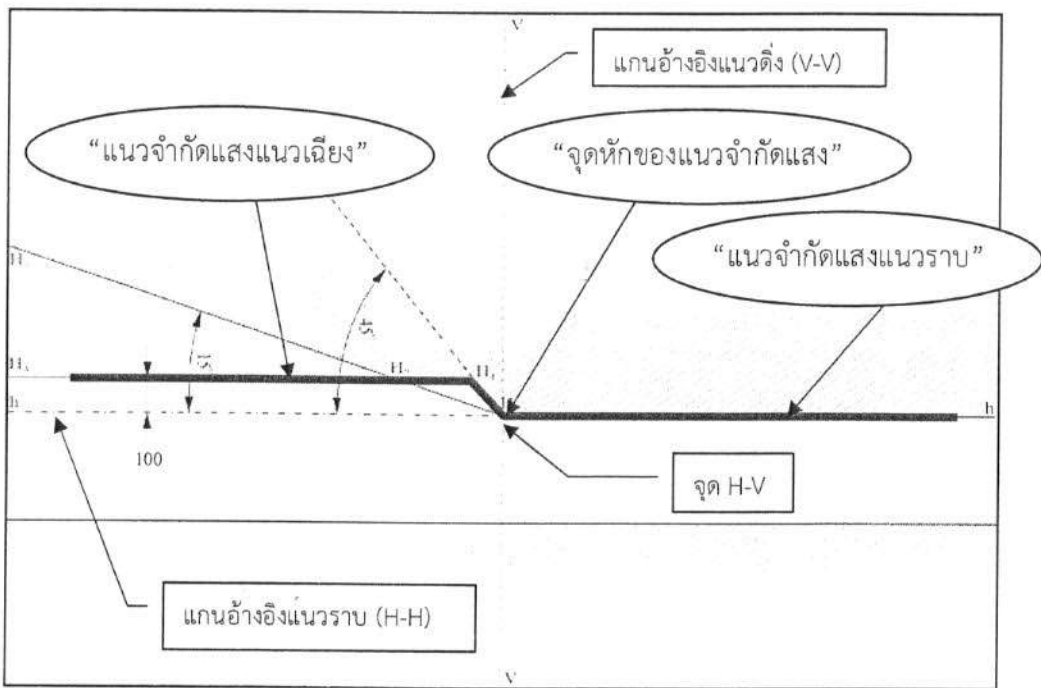 V
แกนอ้างอิงแนวดิ่ง (V-V)
“แนวจำกัดแสงแนวเฉียง”
“จุดหักของแนวจำกัดแสง”
“แนวจำกัดแสงแนวราบ”
H
15°
45°
H
H
H
h
h
100
จุด H-V
แกนอ้างอิงแนวราบ (H-H)
V